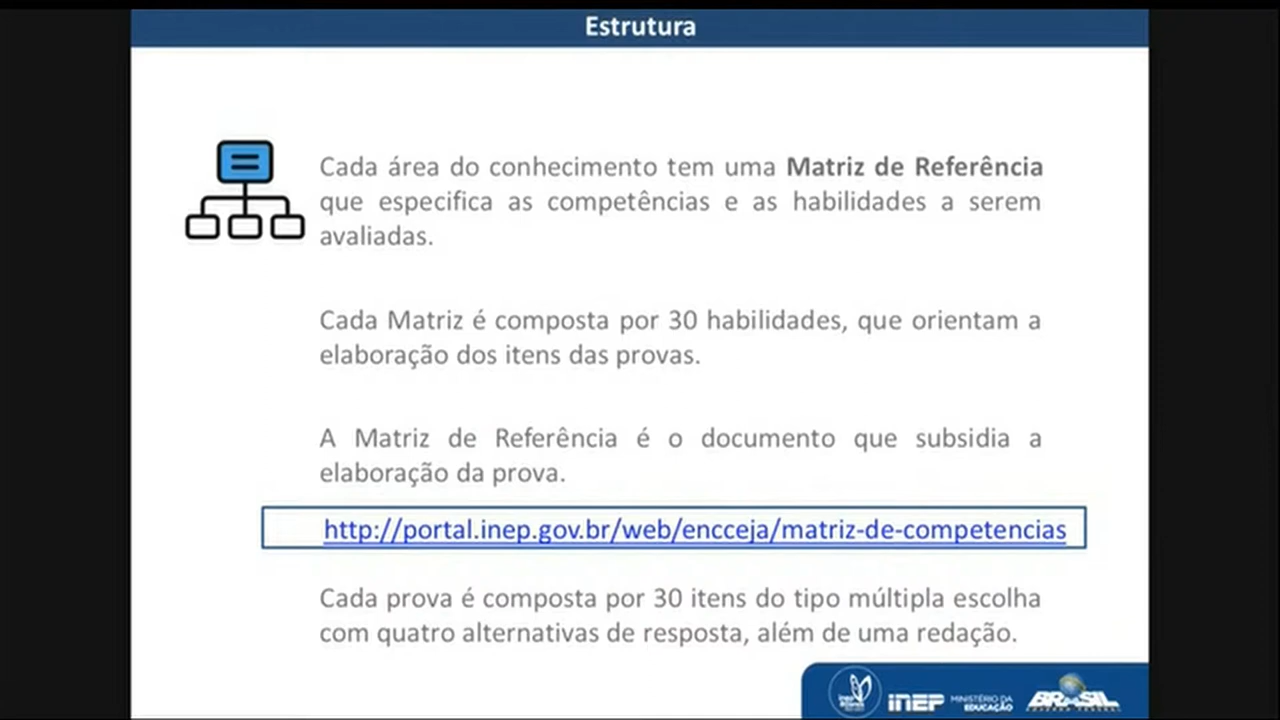 Estrutura
Cada área do conhecimento tem uma Matriz de Referência
que especifica as competências e as habilidades a serem
avaliadas.
Cada Matriz é composta por 30 habilidades, que orientam a
elaboração dos itens das provas.
A Matriz de Referência é o documento que subsidia a
elaboração da prova.
http://portal.inep.gov.br/web/encceja/matriz-de-competencias
Cada prova é composta por 30 itens do tipo múltipla escolha
com quatro alternativas de resposta, além de uma redação.
inep
MINISTÉRIO DA
EDUCAÇÃO
BRASIL
GOVERNO FEDERAL